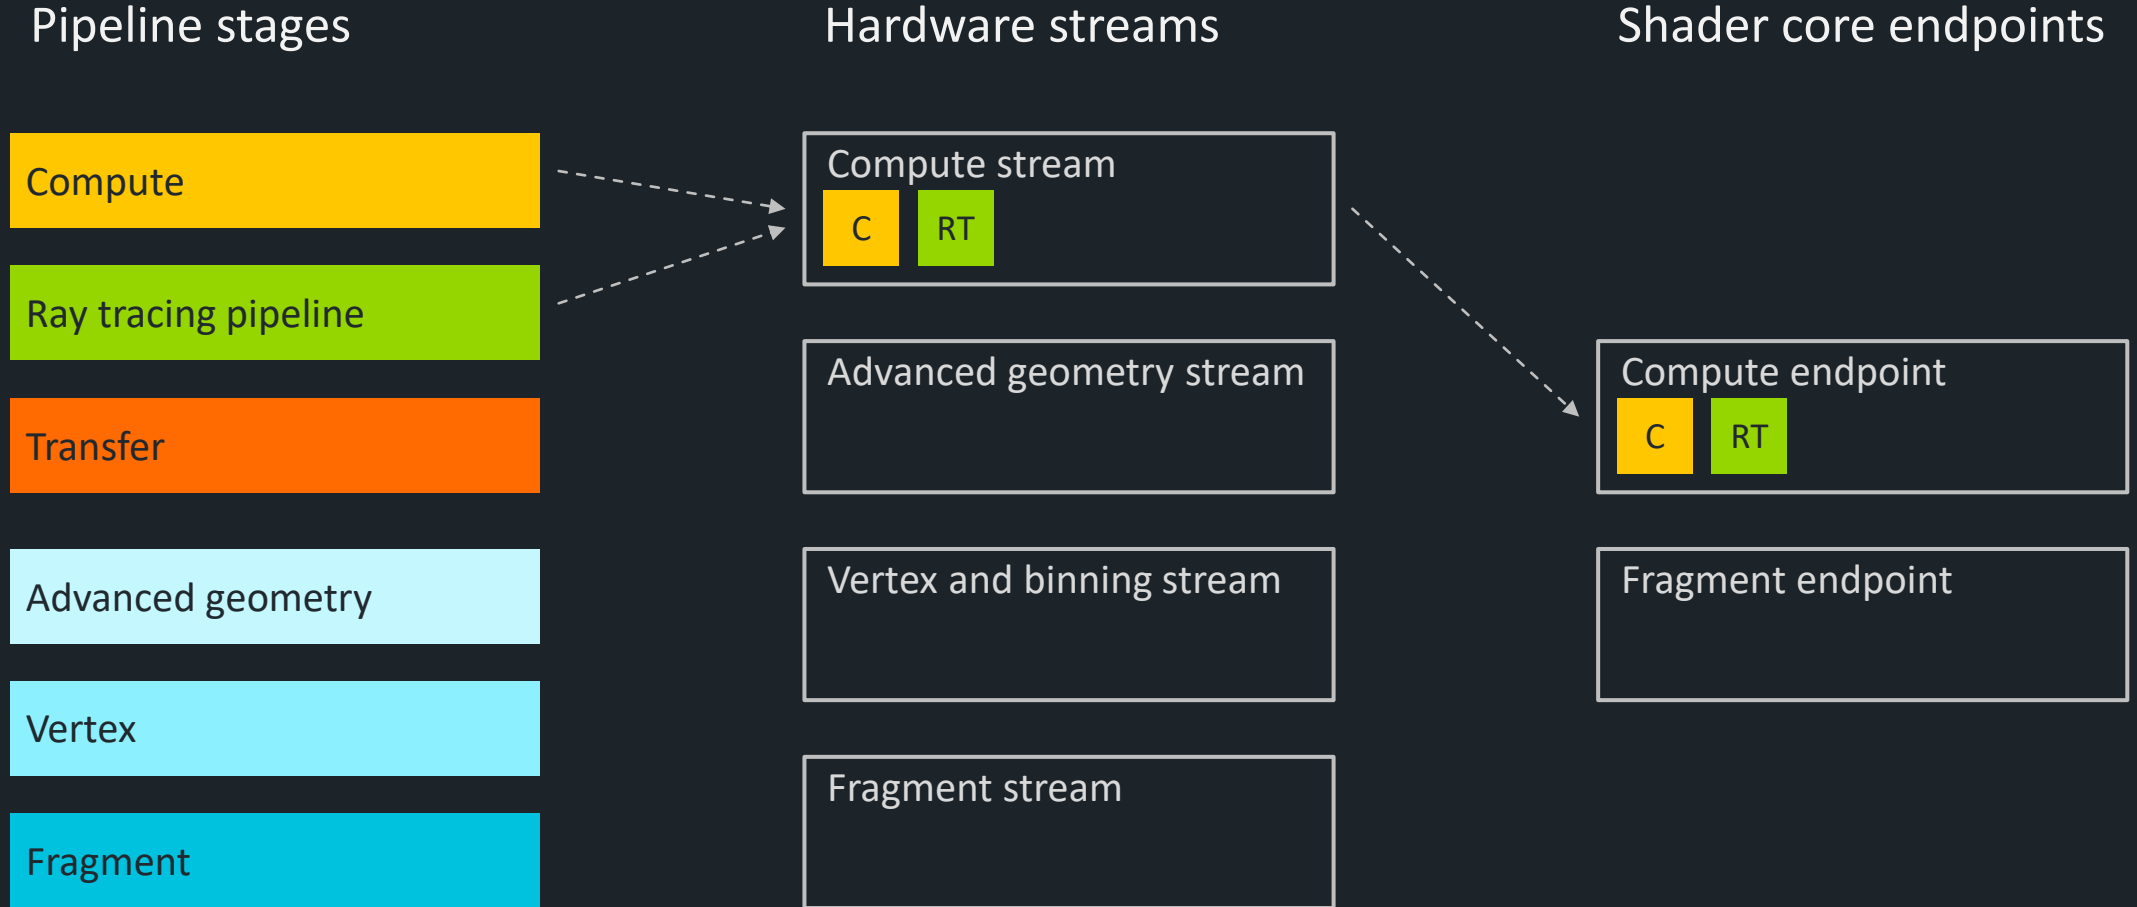 Pipeline stages
Hardware streams
Shader core endpoints
Compute
Ray tracing pipeline
Transfer
Advanced geometry
Vertex
Fragment
Compute stream
C
RT
Advanced geometry stream
Vertex and binning stream
Fragment stream
Compute endpoint
C
RT
Fragment endpoint